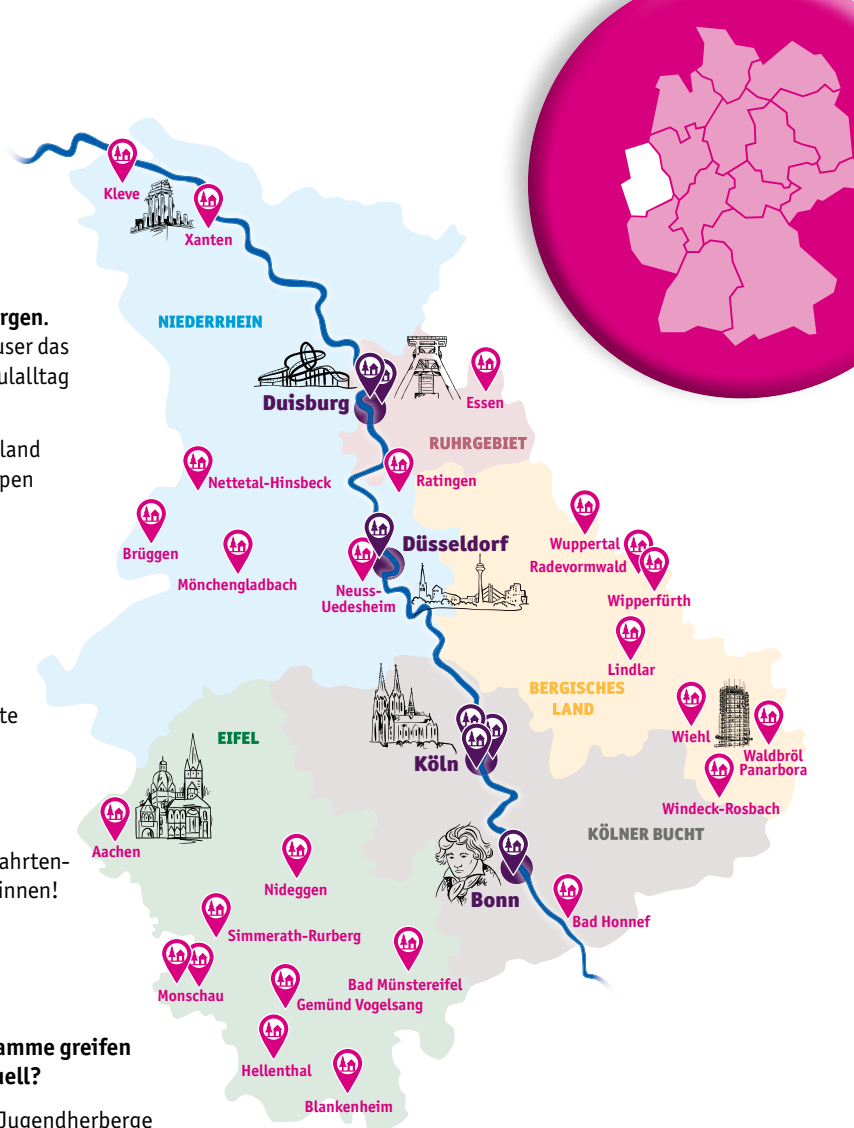 Kleve
Xanten
rgen.
NIEDERRHEIN
user das
ulalltag
Duisburg
Essen
land
RUHRGEBIET
pen
Nettetal-Hinsbeck
Ratingen
Brüggen
Mönchengladbach
Düsseldorf
Neuss-
Uedesheim
Wuppertal
Radevormwald
Wipperfürth
Lindlar
BERGISCHES
LAND
te
EIFEL
Wiehl
Waldbröl
Panarbora
Köln
Windeck-Rosbach
KÖLNER BUCHT
Aachen
ahrten-
innen!
Nideggen
Bonn
Bad Honnef
Simmerath-Rurberg
Monschau
Bad Münstereifel
Gemünd Vogelsang
amme greifen
uell?
Hellenthal
Blankenheim
Jugendherberge